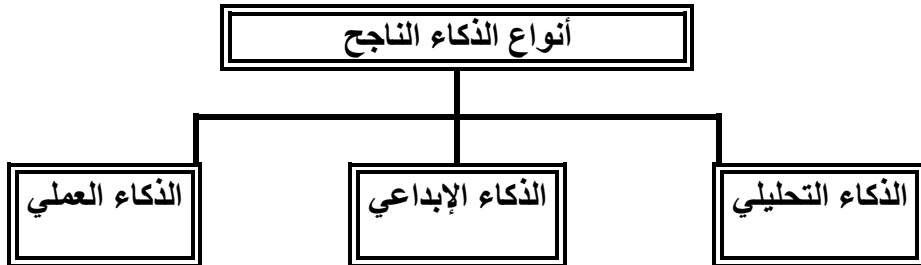 أنواع الذكاء الناجح
الذكاء التحليلي
الذكاء الإبداعي
الذكاء العملي